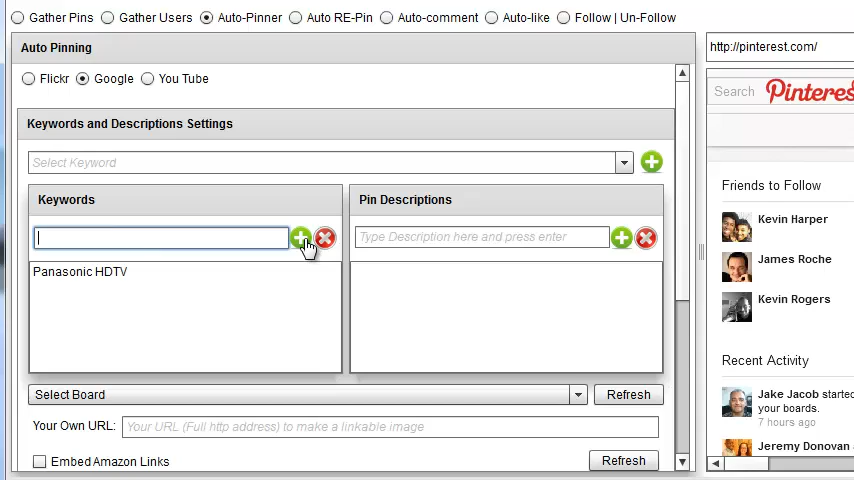 Gather Pins Gather Users Auto-Pinner Auto RE-Pin Auto-comment Auto-like Follow | Un-Follow
Auto Pinning
Flickr Google You Tube
Keywords and Descriptions Settings
Select Keyword
Keywords Pin Descriptions
Type Description here and press enter
Panasonic HDTV
Select Board Refresh
Your Own URL: Your URL (Full http address) to make a linkable image
Embed Amazon Links Refresh
http://pinterest.com/
Search Pinteres
Friends to Follow
Kevin Harper
James Roche
Kevin Rogers
Recent Activity
Jake Jacob started
your boards.
7 hours ago
Jeremy Donovan